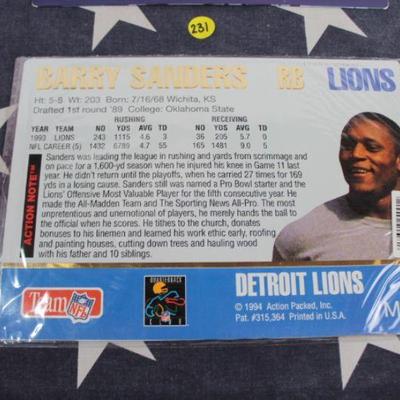 231
BARRY SANDERS RB LIONS
Ht: 5-8 Wt: 203 Born: 7/16/68 Wichita, KS
Drafted 1st round '89 College: Oklahoma State
RUSHING RECEIVING
YEAR TEAM NO YDS AVG TD NO YDS AVG TD
1993 LIONS 243 1115 4.6 3 36 205 5.7 0
NFL CAREER (5) 1432 6789 4.7 55 165 1481 9.0 5
ACTION NOTE™
Sanders was leading the league in rushing and yards from scrimmage and
on pace for a 1,600-yard season when he injured his knee in Game 11 last
year. He didn't return until the playoffs, when he carried 27 times for 169
yards in a losing cause. Sanders still was named a Pro Bowl starter and the
Lions' Offensive Most Valuable Player for the fifth consecutive year. He
made the All-Madden Team and The Sporting News All-Pro. The most
unpretentious and unemotional of players, he merely hands the ball to
the official when he scores. He tithes to the church, donates
bonuses to his linemen and learned his work ethic early, roofing
and painting houses, cutting down trees and hauling wood
with his father and 10 siblings.
Team NFL
QUARTERBACK
CLUB
DETROIT LIONS
© 1994 Action Packed, Inc.
Pat. #315,364 Printed in U.S.A.
M